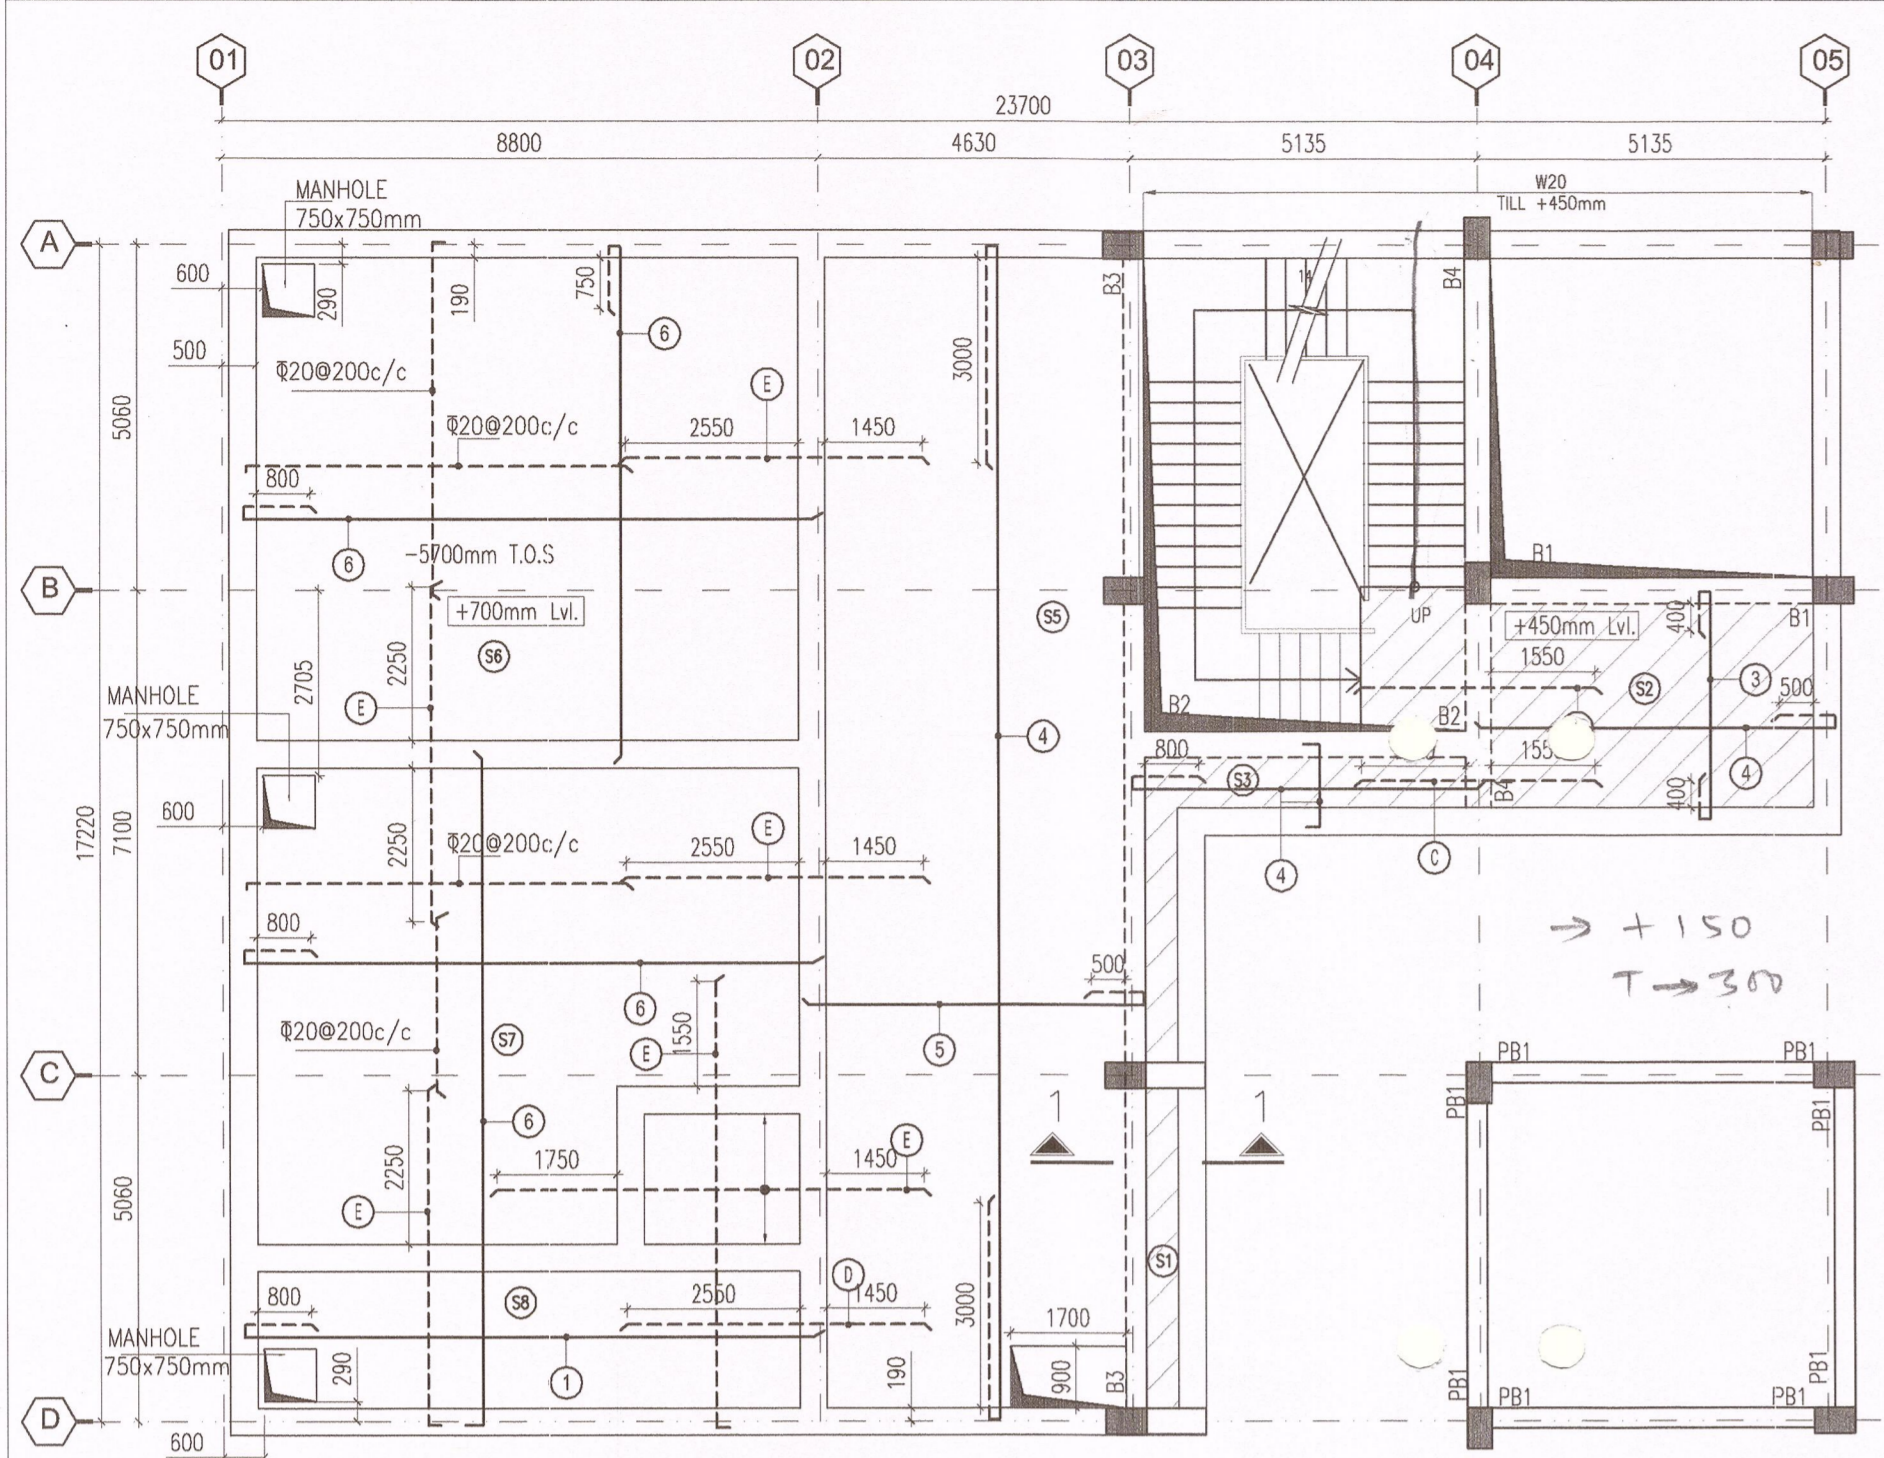 01
02
03
04
05
23700
8800
4630
5135
5135
MANHOLE
750x750mm
W20
TILL +450mm
A
600
290
190
750
B3
14
B4
500
6
3000
Φ20@200c/c
E
5060
Φ20@200c/c
2550
1450
800
6
-5700mm T.O.S
B1
B
+700mm Lvl.
S5
UP
+450mm Lvl.
400
B1
S6
2250
2705
1550
S2
3
500
MANHOLE
750x750mm
E
B2
B2
4
800
S3
4
B4
400
600
17220
7100
2250
Φ20@200c/c
2550
E
1450
4
C
800
→ +150
T → 300
500
6
Φ20@200c/c
S7
E
1550
5
C
PB1
PB1
PB1
PB1
1
1
6
E
1750
1450
5060
2250
E
S1
D
S8
800
2550
1450
3000
1700
MANHOLE
750x750mm
290
1
190
900
B3
PB1
PB1
D
PB1
PB1
600